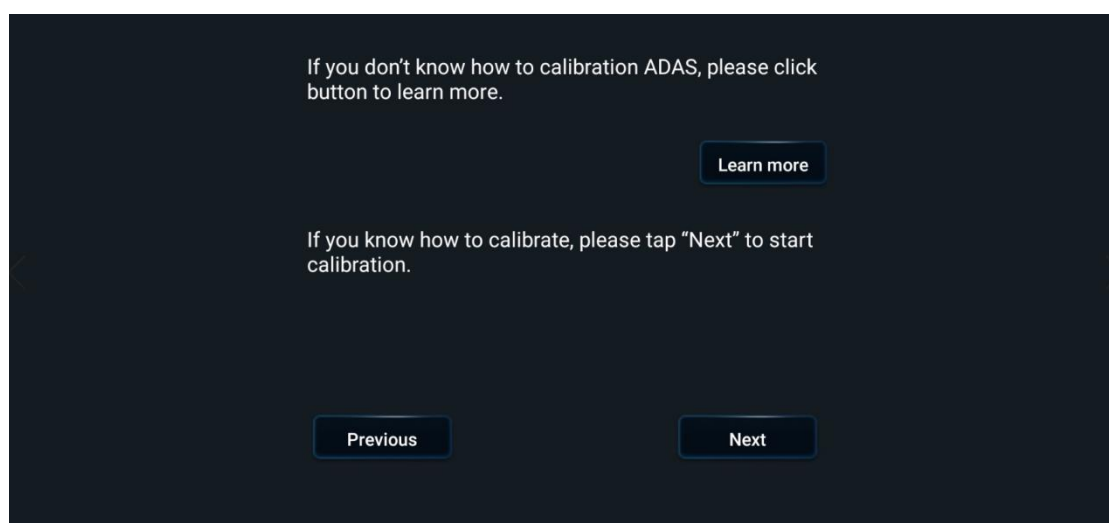 If you don’t know how to calibration ADAS, please click
button to learn more.
Learn more
If you know how to calibrate, please tap “Next” to start
calibration.
Previous
Next